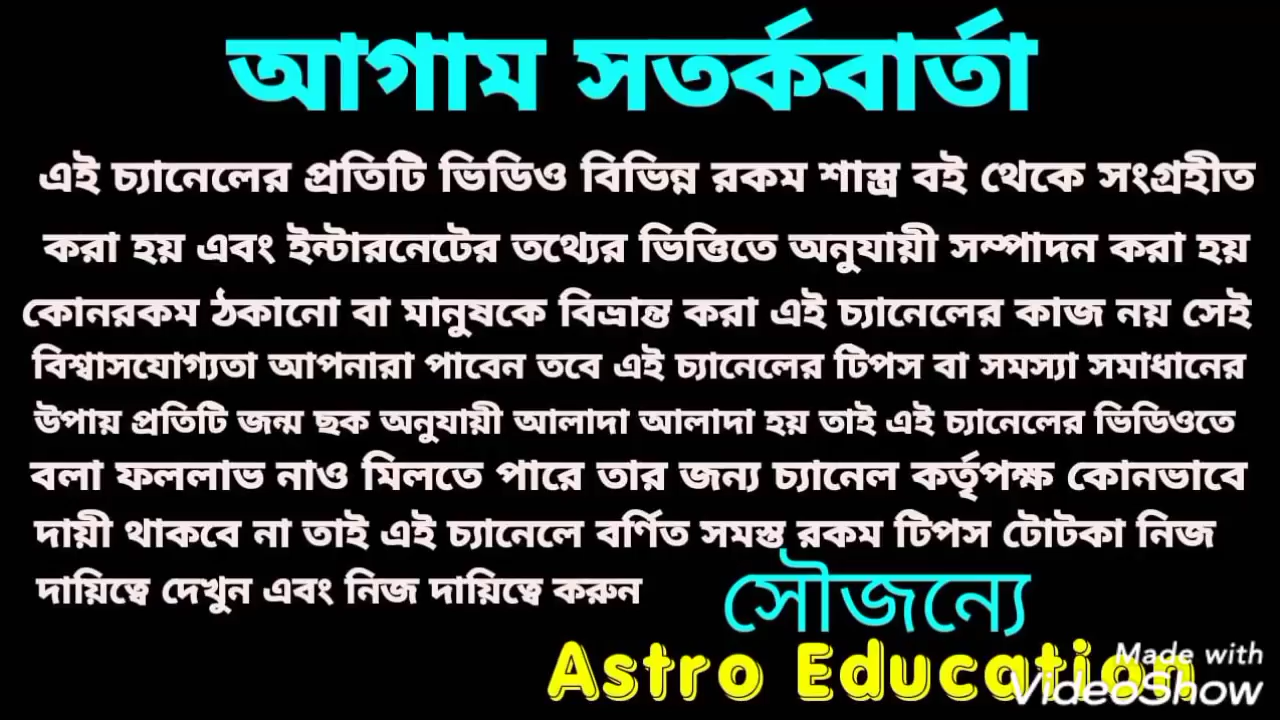 আগাম সতর্কবার্তা
এই চ্যানেলের প্রতিটি ভিডিও বিভিন্ন রকম শাস্ত্র বই থেকে সংগ্রহীত
করা হয় এবং ইন্টারনেটের তথ্যের ভিত্তিতে অনুযায়ী সম্পাদন করা হয়
কোনরকম ঠকানো বা মানুষকে বিভ্রান্ত করা এই চ্যানেলের কাজ নয় সেই
বিশ্বাসযোগ্যতা আপনারা পাবেন তবে এই চ্যানেলের টিপস বা সমস্যা সমাধানের
উপায় প্রতিটি জন্ম ছক অনুযায়ী আলাদা আলাদা হয় তাই এই চ্যানেলের ভিডিওতে
বলা ফললাভ নাও মিলতে পারে তার জন্য চ্যানেল কর্তৃপক্ষ কোনভাবে
দায়ী থাকবে না তাই এই চ্যানেলে বর্ণিত সমস্ত রকম টিপস টোটকা নিজ
দায়িত্বে দেখুন এবং নিজ দায়িত্বে করুন
সৌজন্যে
Astro Education
Made with
VideoShow